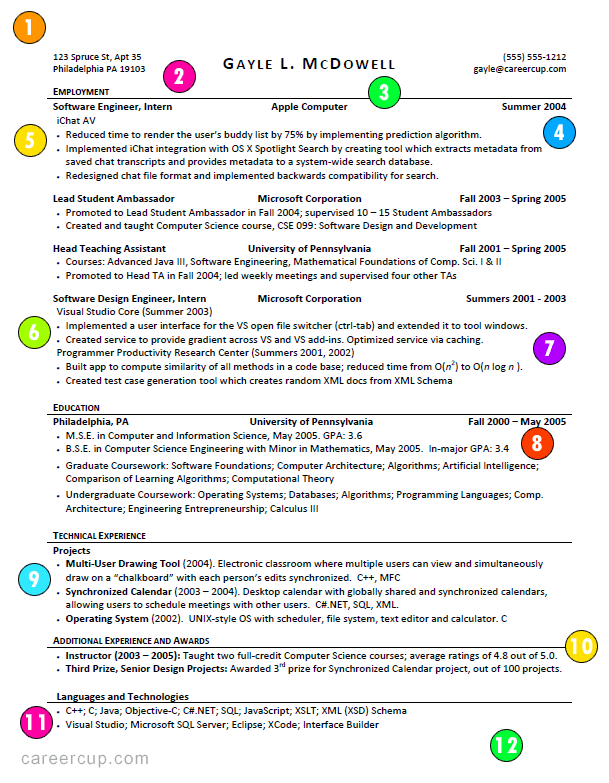 1
123 Spruce St, Apt 35 GAYLE L. MCDOWELL (555) 555-1212
Philadelphia PA 19103 gayle@careercup.com
2
3
EMPLOYMENT
Software Engineer, Intern Apple Computer Summer 2004
iChat AV
4
5
• Reduced time to render the user's buddy list by 75% by implementing prediction algorithm.
• Implemented iChat integration with OS X Spotlight Search by creating tool which extracts metadata from
saved chat transcripts and provides metadata to a system-wide search database.
• Redesigned chat file format and implemented backwards compatibility for search.
Lead Student Ambassador Microsoft Corporation Fall 2003 – Spring 2005
• Promoted to Lead Student Ambassador in Fall 2004; supervised 10 – 15 Student Ambassadors
• Created and taught Computer Science course, CSE 099: Software Design and Development
Head Teaching Assistant University of Pennsylvania Fall 2001 – Spring 2005
• Courses: Advanced Java III, Software Engineering, Mathematical Foundations of Comp. Sci. I & II
• Promoted to Head TA in Fall 2004; led weekly meetings and supervised four other TAs
Software Design Engineer, Intern Microsoft Corporation Summers 2001 - 2003
Visual Studio Core (Summer 2003)
6
• Implemented a user interface for the VS open file switcher (ctrl-tab) and extended it to tool windows.
• Created service to provide gradient across VS and VS add-ins. Optimized service via caching.
7
Programmer Productivity Research Center (Summers 2001, 2002)
• Built app to compute similarity of all methods in a code base; reduced time from O(n²) to O(n log n ).
• Created test case generation tool which creates random XML docs from XML Schema
EDUCATION
Philadelphia, PA University of Pennsylvania Fall 2000 – May 2005
• M.S.E. in Computer and Information Science, May 2005. GPA: 3.6
8
• B.S.E. in Computer Science Engineering with Minor in Mathematics, May 2005. In-major GPA: 3.4
• Graduate Coursework: Software Foundations; Computer Architecture; Algorithms; Artificial Intelligence;
Comparison of Learning Algorithms; Computational Theory
• Undergraduate Coursework: Operating Systems; Databases; Algorithms; Programming Languages; Comp.
Architecture; Engineering Entrepreneurship; Calculus III
TECHNICAL EXPERIENCE
Projects
• Multi-User Drawing Tool (2004). Electronic classroom where multiple users can view and simultaneously
draw on a "chalkboard" with each person's edits synchronized. C++, MFC
9
• Synchronized Calendar (2003 – 2004). Desktop calendar with globally shared and synchronized calendars,
allowing users to schedule meetings with other users. C#.NET, SQL, XML.
• Operating System (2002). UNIX-style OS with scheduler, file system, text editor and calculator. C
ADDITIONAL EXPERIENCE AND AWARDS
10
• Instructor (2003 – 2005): Taught two full-credit Computer Science courses; average ratings of 4.8 out of 5.0.
• Third Prize, Senior Design Projects: Awarded 3rd prize for Synchronized Calendar project, out of 100 projects.
Languages and Technologies
• C++; C; Java; Objective-C; C#.NET; SQL; JavaScript; XSLT; XML (XSD) Schema
11
• Visual Studio; Microsoft SQL Server; Eclipse; XCode; Interface Builder
12
careercup.com